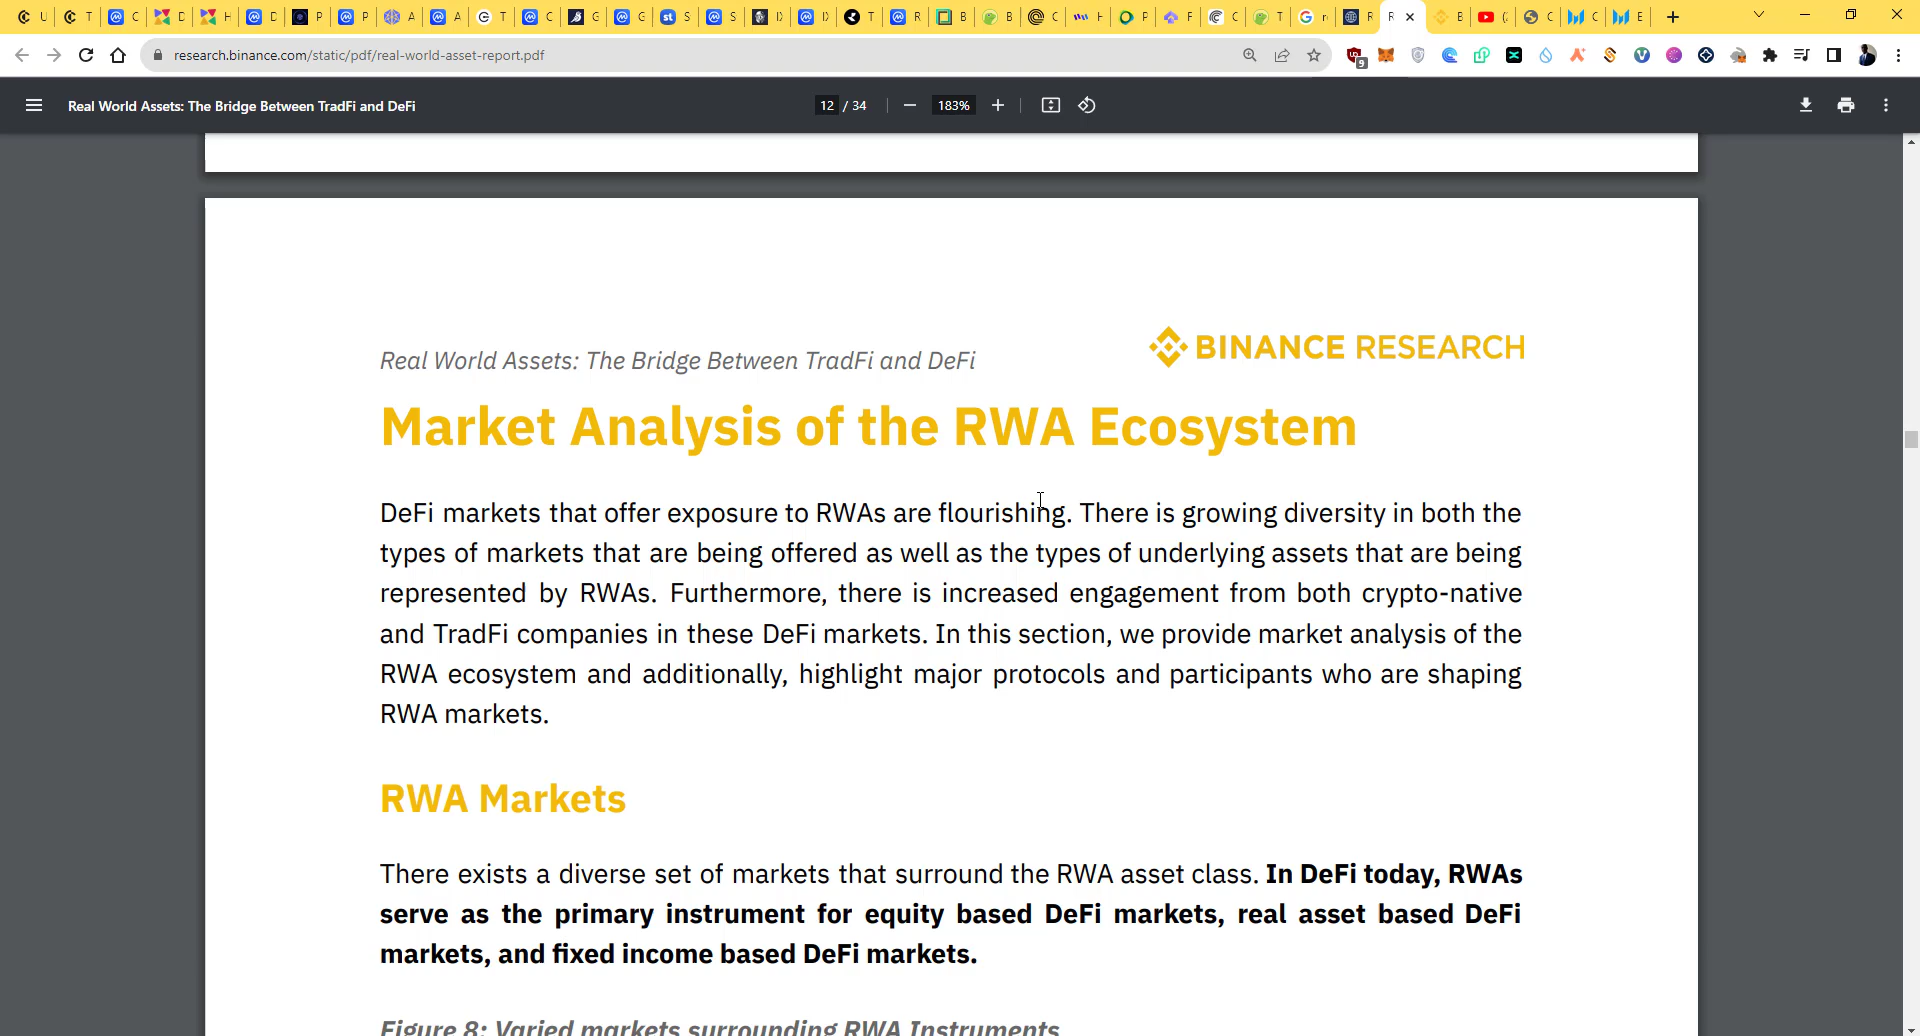 U
T
C
D
H
D
P
P
A
A
T
C
G
G
S
S
D
T
R
B
B
C
H
P
F
C
T
r
R
R
B
(
C
C
E
research.binance.com/static/pdf/real-world-asset-report.pdf
9
Real World Assets: The Bridge Between TradFi and DeFi
12 / 34
183%
Real World Assets: The Bridge Between TradFi and DeFi
BINANCE RESEARCH
Market Analysis of the RWA Ecosystem
DeFi markets that offer exposure to RWAs are flourishing. There is growing diversity in both the
types of markets that are being offered as well as the types of underlying assets that are being
represented by RWAs. Furthermore, there is increased engagement from both crypto-native
and TradFi companies in these DeFi markets. In this section, we provide market analysis of the
RWA ecosystem and additionally, highlight major protocols and participants who are shaping
RWA markets.
RWA Markets
There exists a diverse set of markets that surround the RWA asset class. In DeFi today, RWAs
serve as the primary instrument for equity based DeFi markets, real asset based DeFi
markets, and fixed income based DeFi markets.
Figure 8: Varied markets surrounding RWA Instruments